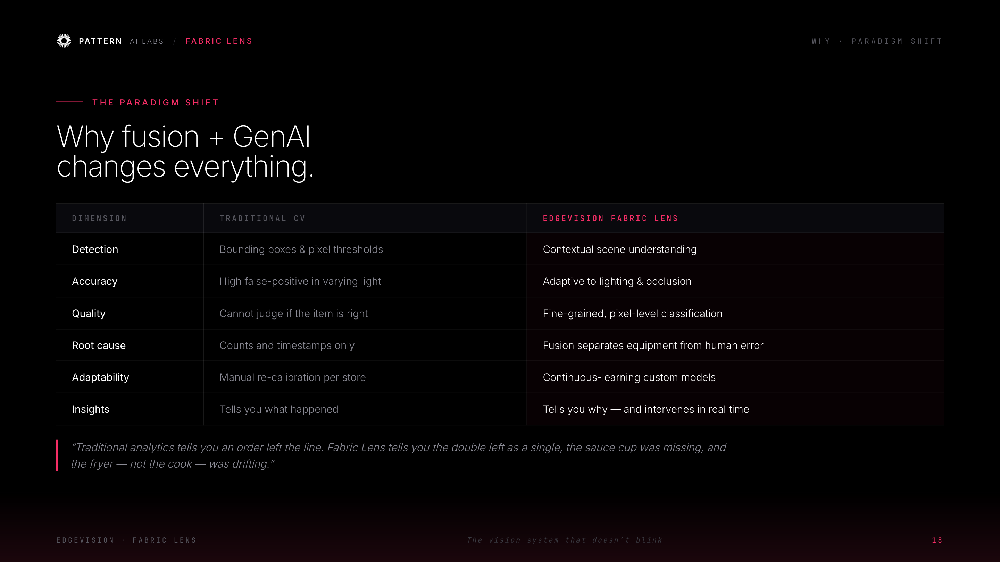 PATTERN AI LABS / FABRIC LENS
WHY · PARADIGM SHIFT
THE PARADIGM SHIFT
Why fusion + GenAI
changes everything.
DIMENSION TRADITIONAL CV EDGEVISION FABRIC LENS
Detection Bounding boxes & pixel thresholds Contextual scene understanding
Accuracy High false-positive in varying light Adaptive to lighting & occlusion
Quality Cannot judge if the item is right Fine-grained, pixel-level classification
Root cause Counts and timestamps only Fusion separates equipment from human error
Adaptability Manual re-calibration per store Continuous-learning custom models
Insights Tells you what happened Tells you why — and intervenes in real time
“Traditional analytics tells you an order left the line. Fabric Lens tells you the double left as a single, the sauce cup was missing, and
the fryer — not the cook — was drifting.”
EDGEVISION · FABRIC LENS
The vision system that doesn’t blink
18